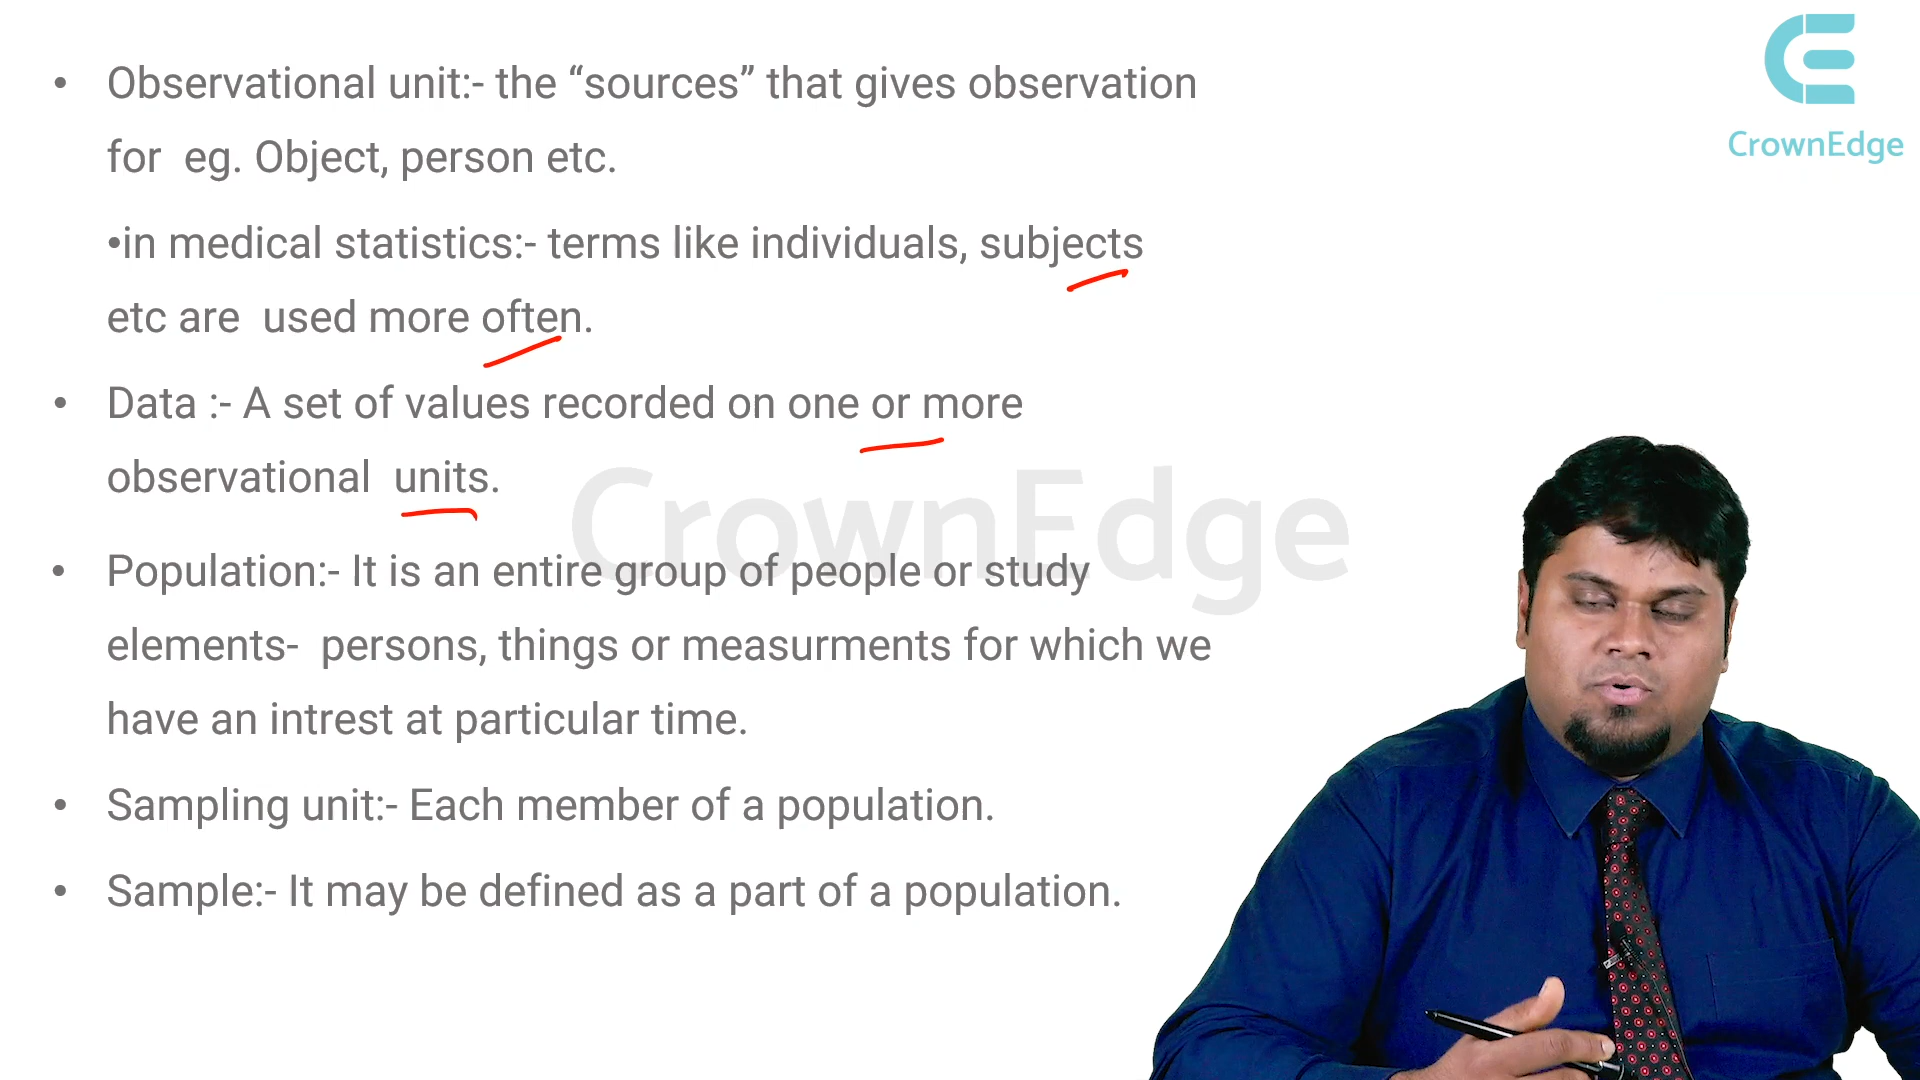 • Observational unit:- the “sources” that gives observation
for eg. Object, person etc.
•in medical statistics:- terms like individuals, subjects
etc are used more often.
• Data :- A set of values recorded on one or more
observational units.
• Population:- It is an entire group of people or study
elements- persons, things or measurments for which we
have an intrest at particular time.
• Sampling unit:- Each member of a population.
• Sample:- It may be defined as a part of a population.
CrownEdge
CrownEdge